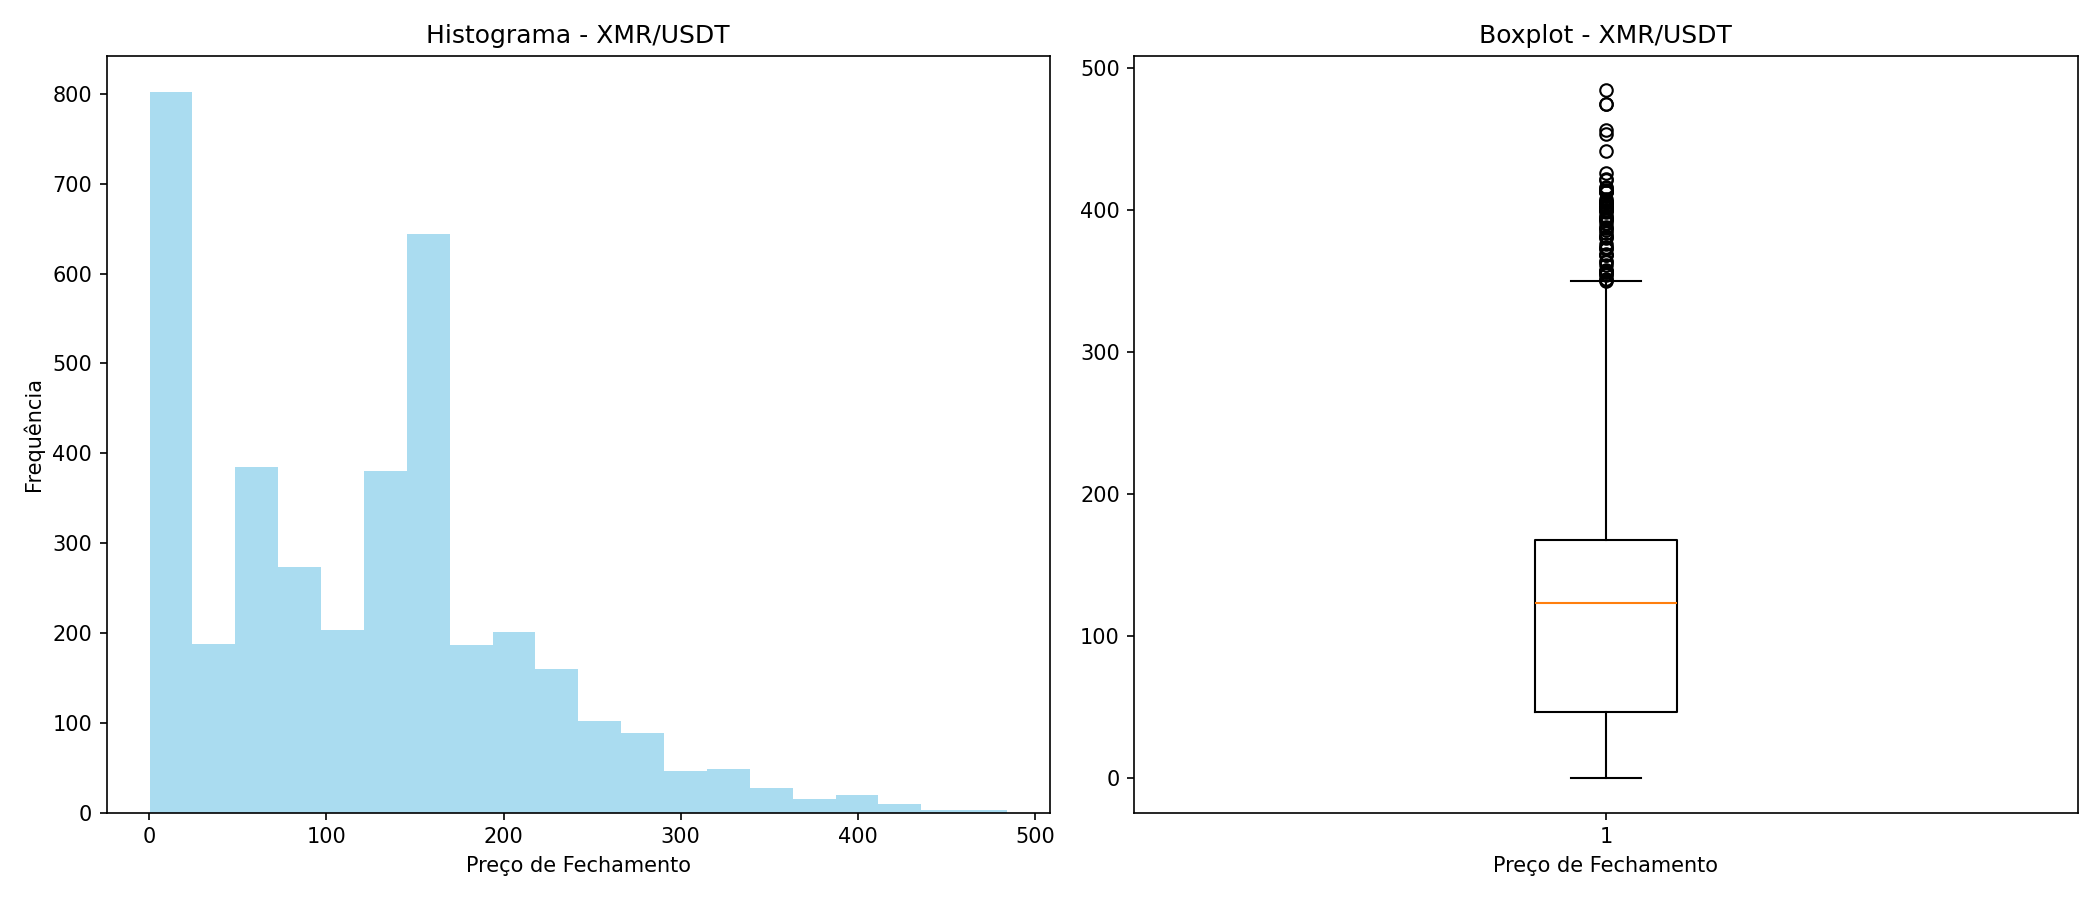 Histograma - XMR/USDT
800
700
600
500
400
300
200
100
0
Frequência
0 100 200 300 400 500
Preço de Fechamento
Boxplot - XMR/USDT
500
400
300
200
100
0
1
Preço de Fechamento